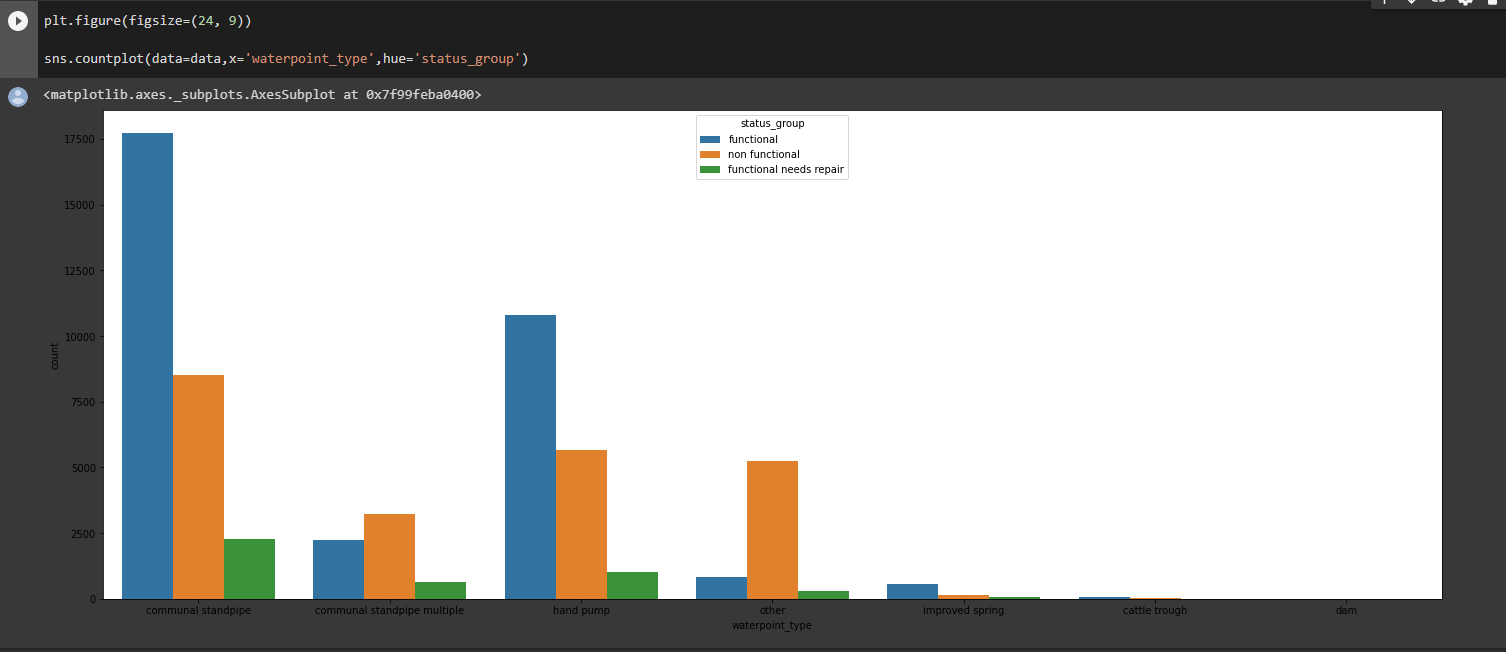 plt.figure(figsize=(24, 9))
sns.countplot(data=data,x='waterpoint_type',hue='status_group')
<matplotlib.axes._subplots.AxesSubplot at 0x7f99feba0400>
status_group
functional
non functional
functional needs repair
17500
15000
12500
10000
7500
5000
2500
0
count
communal standpipe communal standpipe multiple hand pump other improved spring cattle trough dam
waterpoint_type